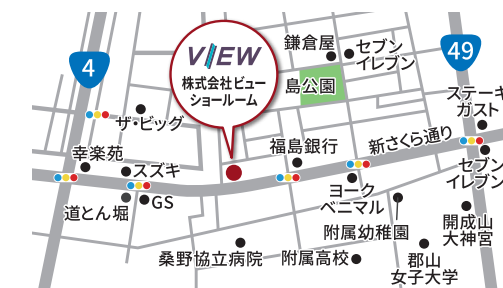 4
VIEW
株式会社ビュー
ショールーム
鎌倉屋
セブン
イレブン
49
島公園
ステーキ
ガスト
ザ・ビッグ
幸楽苑
スズキ
福島銀行
新さくら通り
セブン
イレブン
道とん堀
GS
ヨーク
ベニマル
附属幼稚園
開成山
大神宮
桑野協立病院
附属高校
郡山
女子大学